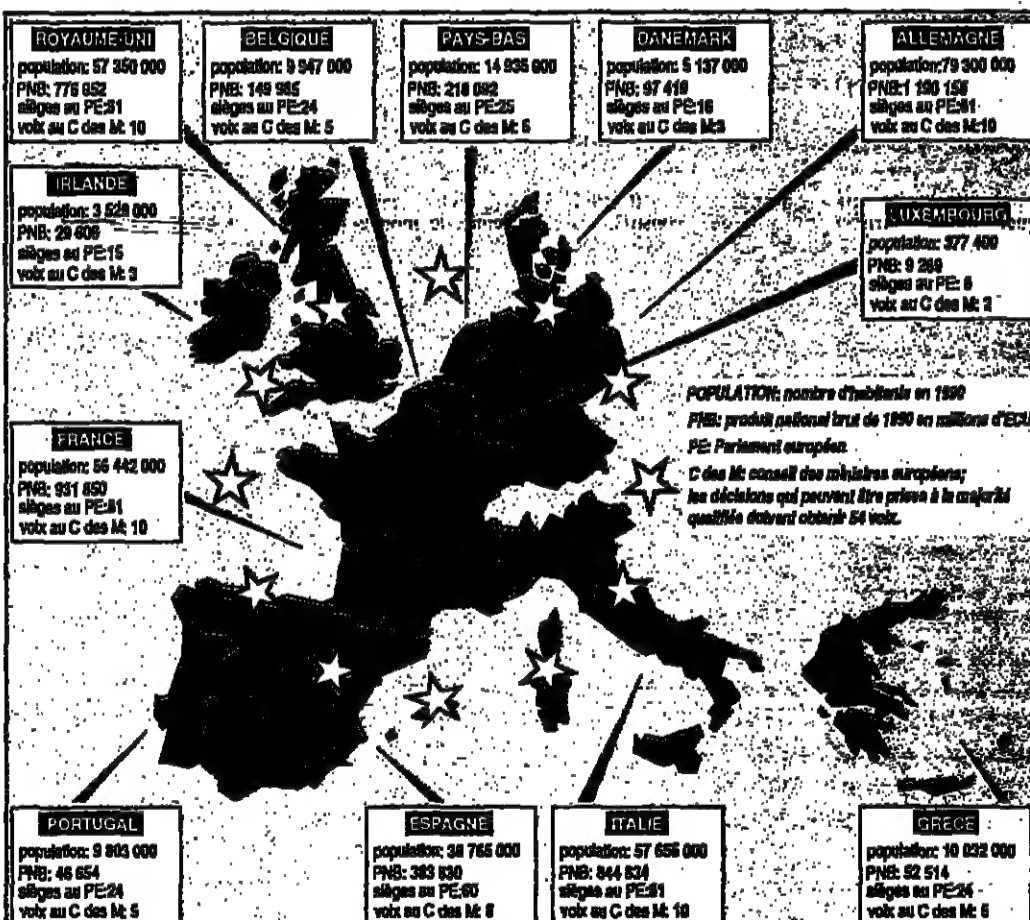 ROYAUME-UNI
population: 57 350 000
PNB: 776 652
sièges au PE:81
voix au C des M: 10
BELGIQUE
population: 9 947 000
PNB: 149 985
sièges au PE:24
voix au C des M: 5
PAYS-BAS
population: 14 935 000
PNB: 218 092
sièges au PE:25
voix au C des M: 5
DANEMARK
population: 5 137 000
PNB: 97 419
sièges au PE:16
voix au C des M:3
ALLEMAGNE
population:79 300 000
PNB:1 190 156
sièges au PE:81
voix au C des M:10
IRLANDE
population: 3 000
PNB: 29
sièges au PE:15
voix au C des M: 3
LUXEMBOURG
population: 377 400
PNB: 9 269
sièges au PE: 6
voix au C des M: 2
POPULATION: nombre d'habitants en 1990
PNB: produit national brut de 1990 en millions d'ECU
PE: Parlement européen
C des M: conseil des ministres européens;
les décisions qui peuvent être prises à la majorité
qualifiée doivent obtenir 54 voix.
FRANCE
population: 56 442 000
PNB: 931 850
sièges au PE:81
voix au C des M: 10
PORTUGAL
population: 9 803 000
PNB: 46 654
sièges au PE:24
voix au C des M: 5
ESPAGNE
population: 38 765 000
PNB: 383 830
sièges au PE:60
voix au C des M: 8
ITALIE
population: 57 656 000
PNB: 844 834
sièges au PE:81
voix au C des M: 10
GRECE
population: 10 032 000
PNB: 52 514
sièges au PE:24
voix au C des M: 5